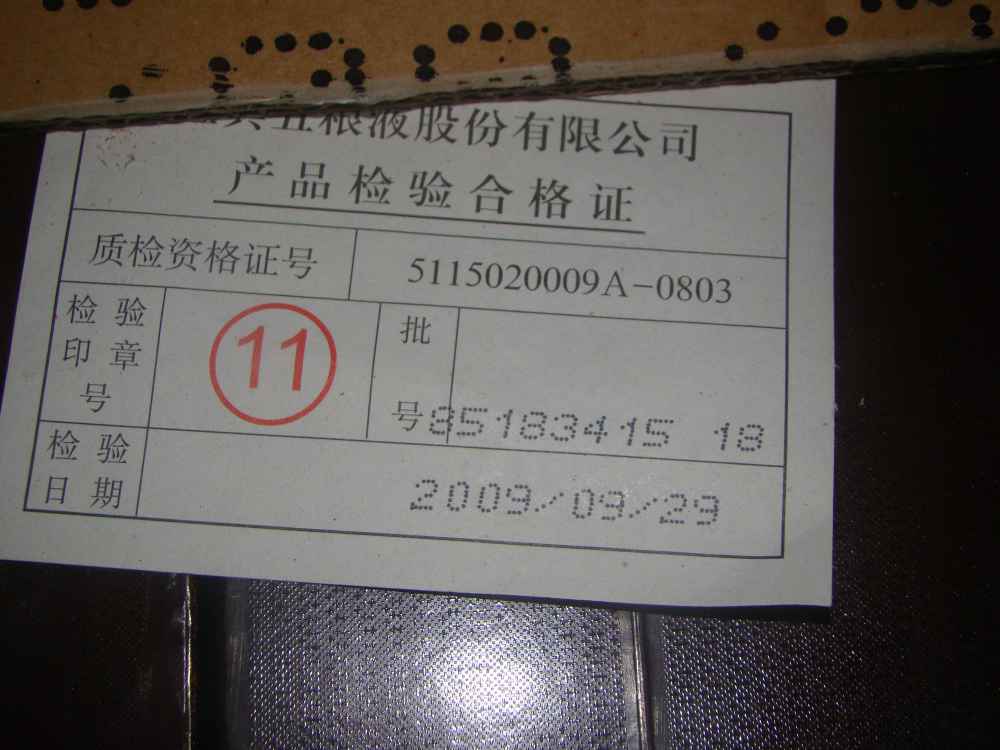 五粮液股份有限公司
产品检验合格证
质检资格证号 5115020009A-0803
检验印章号 11 批号 85183415 18
检验日期 2009/09/29